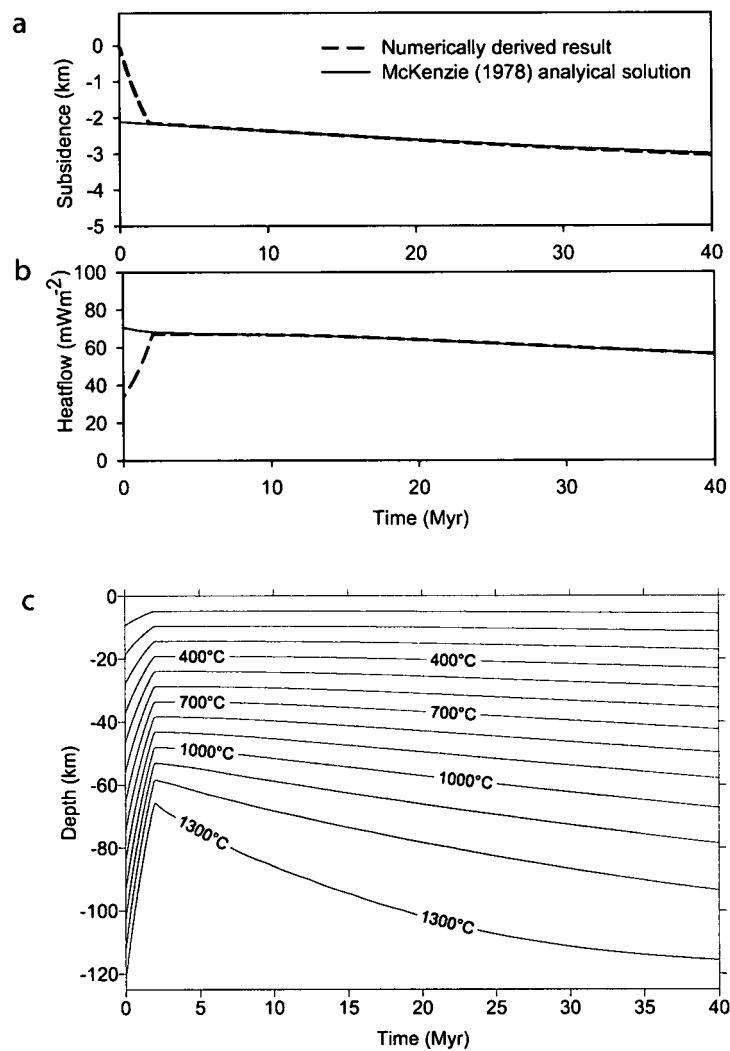 a
0
-1
-2
-3
-4
-5
Subsidence (km)
Numerically derived result
McKenzie (1978) analyical solution
0
10
20
30
40
b
100
80
60
40
20
0
Heatflow (mWm-2)
0
10
20
30
40
Time (Myr)
c
0
-20
-40
-60
-80
-100
-120
Depth (km)
400°C
400°C
700°C
700°C
1000°C
1000°C
1300°C
1300°C
0
5
10
15
20
25
30
35
40
Time (Myr)